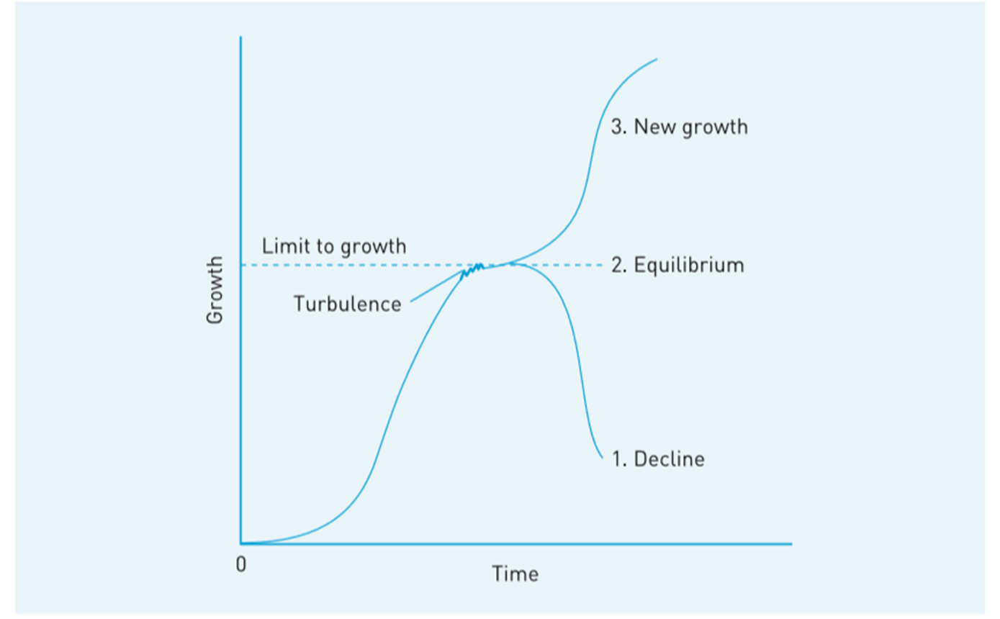 3. New growth
Limit to growth
2. Equilibrium
Growth
Turbulence
1. Decline
0
Time